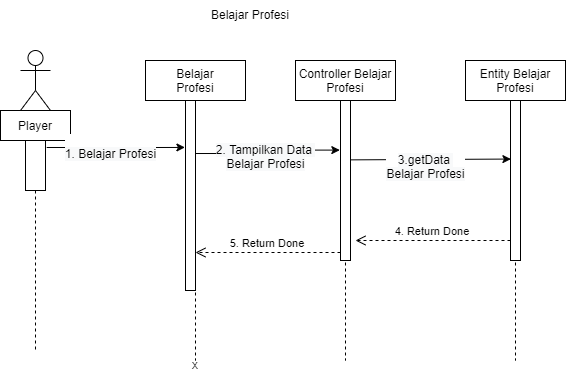 Belajar Profesi
Belajar
Profesi
Controller Belajar
Profesi
Entity Belajar
Profesi
Player
1. Belajar Profesi
2. Tampilkan Data
Belajar Profesi
3.getData
Belajar Profesi
4. Return Done
5. Return Done
X